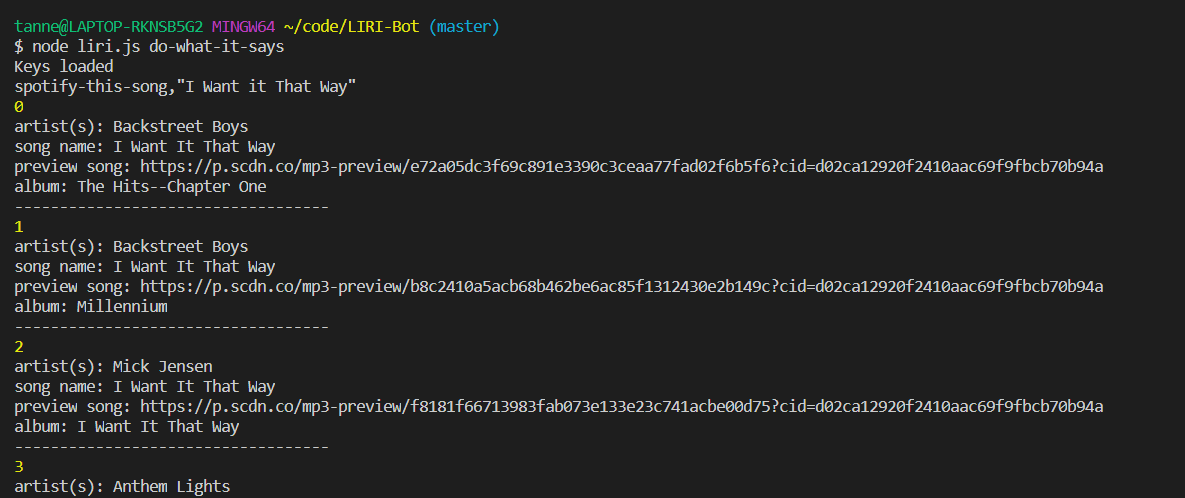 tanne@LAPTOP-RKNSB5G2 MINGW64 ~/code/LIRI-Bot (master)
$ node liri.js do-what-it-says
Keys loaded
spotify-this-song,"I Want it That Way"
0
artist(s): Backstreet Boys
song name: I Want It That Way
preview song: https://p.scdn.co/mp3-preview/e72a05dc3f69c891e3390c3ceaa77fad02f6b5f6?cid=d02ca12920f2410aac69f9fbcb70b94a
album: The Hits--Chapter One
-----------------------------------
1
artist(s): Backstreet Boys
song name: I Want It That Way
preview song: https://p.scdn.co/mp3-preview/b8c2410a5acb68b462be6ac85f1312430e2b149c?cid=d02ca12920f2410aac69f9fbcb70b94a
album: Millennium
-----------------------------------
2
artist(s): Mick Jensen
song name: I Want It That Way
preview song: https://p.scdn.co/mp3-preview/f8181f66713983fab073e133e23c741acbe00d75?cid=d02ca12920f2410aac69f9fbcb70b94a
album: I Want It That Way
-----------------------------------
3
artist(s): Anthem Lights